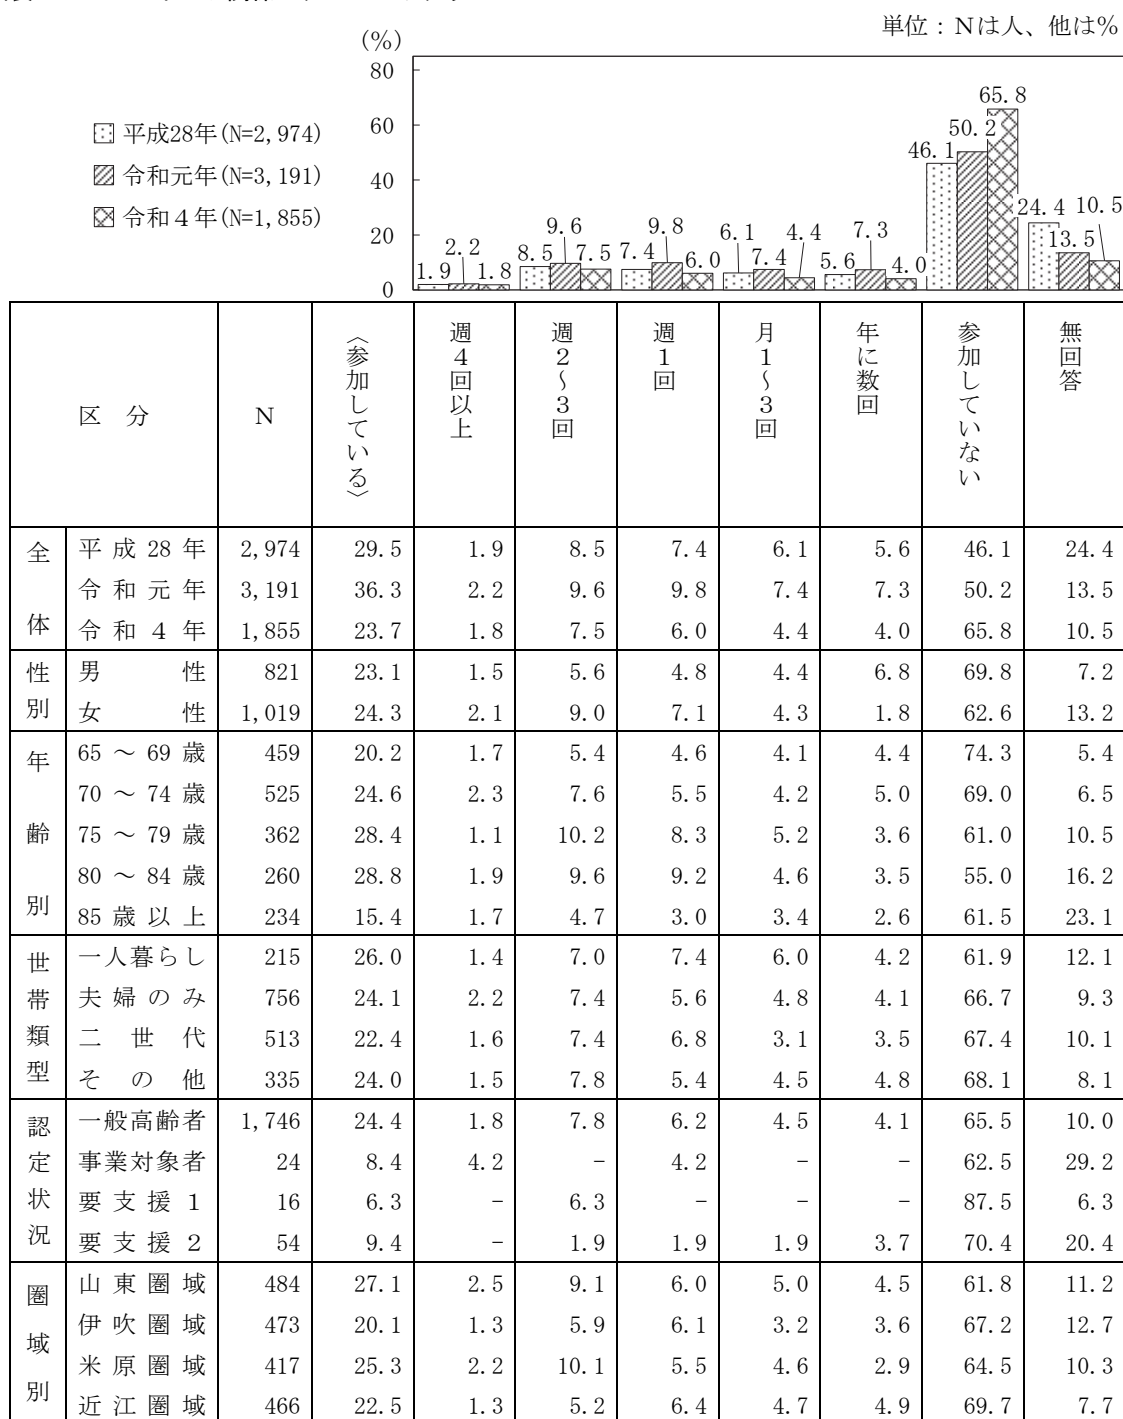 単位：Ｎは人、他は％
(%)
80
60
40
20
0
平成28年(N=2,974)
令和元年(N=3,191)
令和４年(N=1,855)
1.9 2.2 1.8 8.5 9.6 7.5 7.4 9.8 6.0 6.1 7.4 4.4 5.6 7.3 4.0 46.1 50.2 65.8 24.4 13.5 10.5
区分 Ｎ 〈参加している〉 週４回以上 週２～３回 週１回 月１～３回 年に数回 参加していない 無回答
全体
平成28年 2,974 29.5 1.9 8.5 7.4 6.1 5.6 46.1 24.4
令和元年 3,191 36.3 2.2 9.6 9.8 7.4 7.3 50.2 13.5
令和４年 1,855 23.7 1.8 7.5 6.0 4.4 4.0 65.8 10.5
性別
男性 821 23.1 1.5 5.6 4.8 4.4 6.8 69.8 7.2
女性 1,019 24.3 2.1 9.0 7.1 4.3 1.8 62.6 13.2
年齢別
65～69歳 459 20.2 1.7 5.4 4.6 4.1 4.4 74.3 5.4
70～74歳 525 24.6 2.3 7.6 5.5 4.2 5.0 69.0 6.5
75～79歳 362 28.4 1.1 10.2 8.3 5.2 3.6 61.0 10.5
80～84歳 260 28.8 1.9 9.6 9.2 4.6 3.5 55.0 16.2
85歳以上 234 15.4 1.7 4.7 3.0 3.4 2.6 61.5 23.1
世帯類型
一人暮らし 215 26.0 1.4 7.0 7.4 6.0 4.2 61.9 12.1
夫婦のみ 756 24.1 2.2 7.4 5.6 4.8 4.1 66.7 9.3
二世代 513 22.4 1.6 7.4 6.8 3.1 3.5 67.4 10.1
その他 335 24.0 1.5 7.8 5.4 4.5 4.8 68.1 8.1
認定状況
一般高齢者 1,746 24.4 1.8 7.8 6.2 4.5 4.1 65.5 10.0
事業対象者 24 8.4 4.2 － 4.2 － － 62.5 29.2
要支援１ 16 6.3 － 6.3 － － － 87.5 6.3
要支援２ 54 9.4 － 1.9 1.9 1.9 3.7 70.4 20.4
圏域別
山東圏域 484 27.1 2.5 9.1 6.0 5.0 4.5 61.8 11.2
伊吹圏域 473 20.1 1.3 5.9 6.1 3.2 3.6 67.2 12.7
米原圏域 417 25.3 2.2 10.1 5.5 4.6 2.9 64.5 10.3
近江圏域 466 22.5 1.3 5.2 6.4 4.7 4.9 69.7 7.7